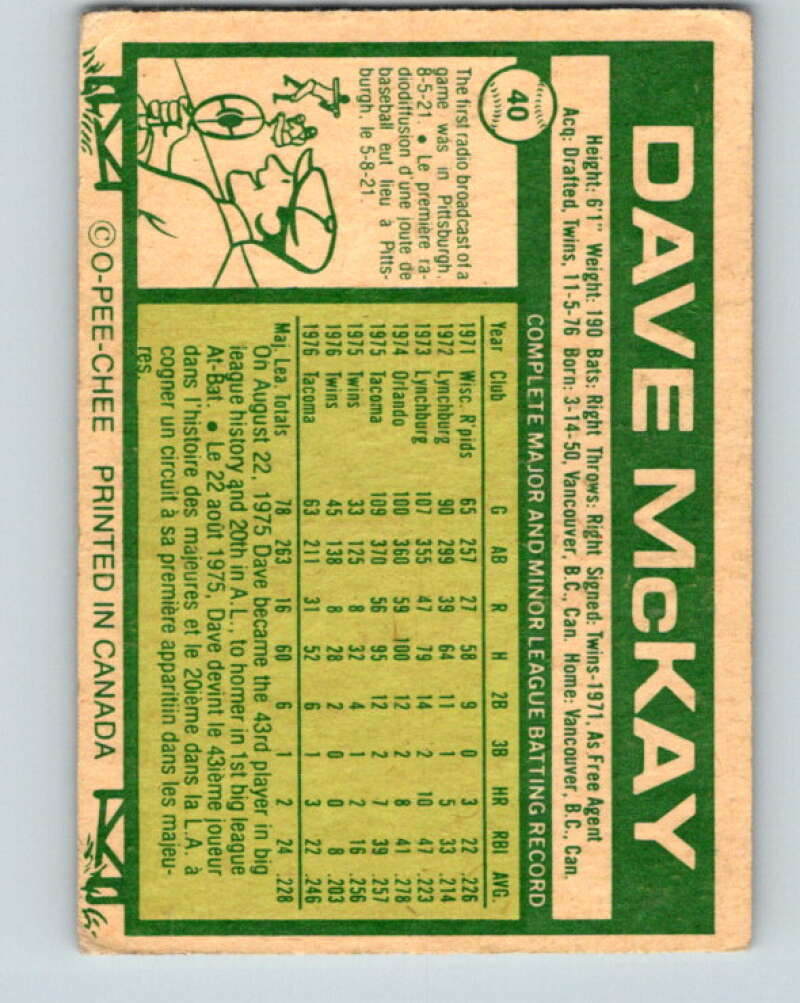 DAVE McKAY
Height: 6'1" Weight: 190 Bats: Right Throws: Right Signed: Twins-1971, As Free Agent
Acq: Drafted, Twins, 11-5-76 Born: 3-14-50, Vancouver, B.C., Can. Home: Vancouver, B.C., Can.
40
The first radio broadcast of a
game was in Pittsburgh,
8-5-21. ● Le première ra-
diodiffusion d'une joute de
baseball eut lieu à Pitts-
burgh, le 5-8-21.
COMPLETE MAJOR AND MINOR LEAGUE BATTING RECORD
Year Club G AB R H 2B 3B HR RBI AVG.
1971 Wisc. R'pids 65 257 27 58 9 0 3 22 .226
1972 Lynchburg 90 299 39 64 11 1 5 33 .214
1973 Lynchburg 107 355 47 79 14 2 10 47 .223
1974 Orlando 100 360 59 100 12 2 8 41 .278
1975 Tacoma 109 370 56 95 12 2 7 39 .257
1975 Twins 33 125 8 32 4 1 2 16 .256
1976 Twins 45 138 8 28 2 0 0 8 .203
1976 Tacoma 63 211 31 52 6 1 3 22 .246
Maj. Lea. Totals 78 263 16 60 6 1 2 24 .228
On August 22, 1975 Dave became the 43rd player in big
league history and 20th in A.L., to homer in 1st big league
At-Bat. ● Le 22 août 1975, Dave devint le 43ième joueur
dans l'histoire des majeures et le 20ième dans la L.A. à
cogner un circuit à sa première apparitiin dans les majeu-
res.
©O-PEE-CHEE PRINTED IN CANADA